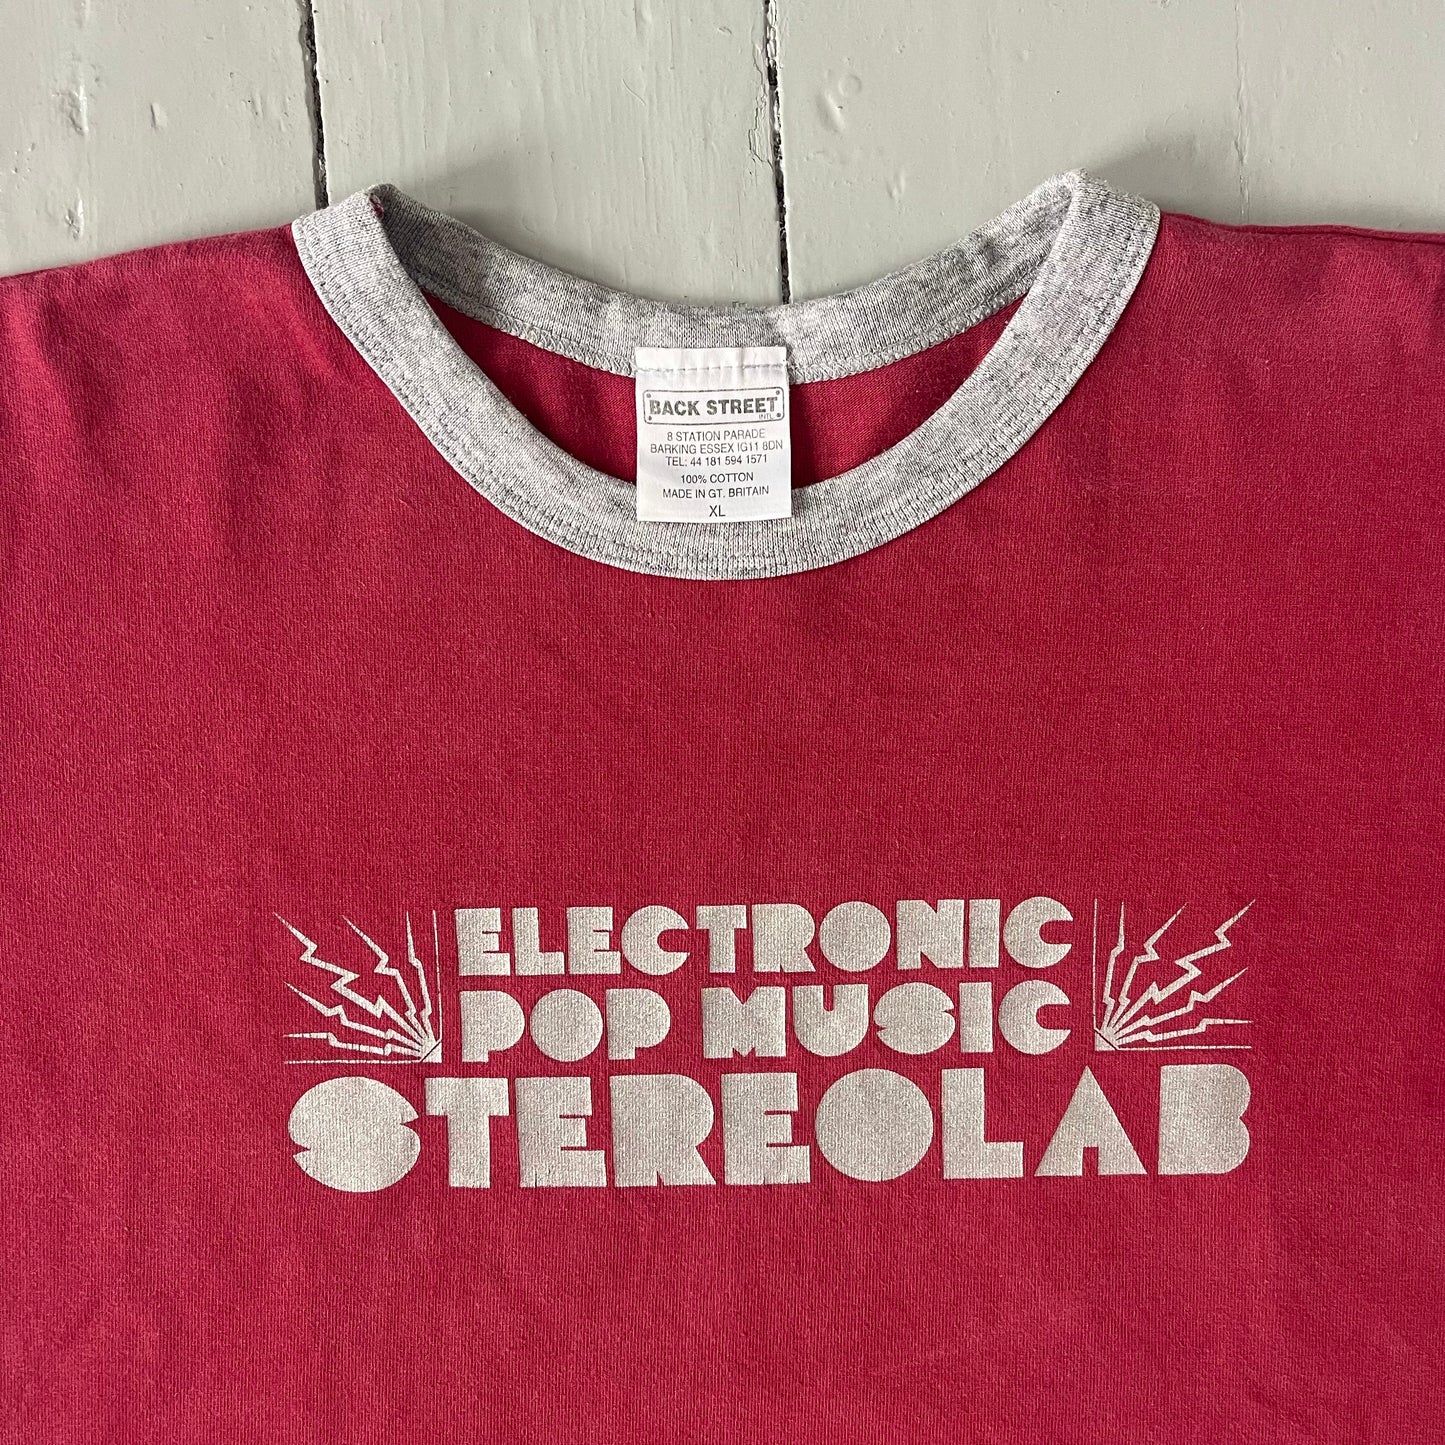 BACK STREET
INTL
8 STATION PARADE
BARKING ESSEX IG11 8DN
TEL: 44 181 594 1571
100% COTTON
MADE IN GT. BRITAIN
XL
ELECTRONIC
POP MUSIC
STEREOLAB